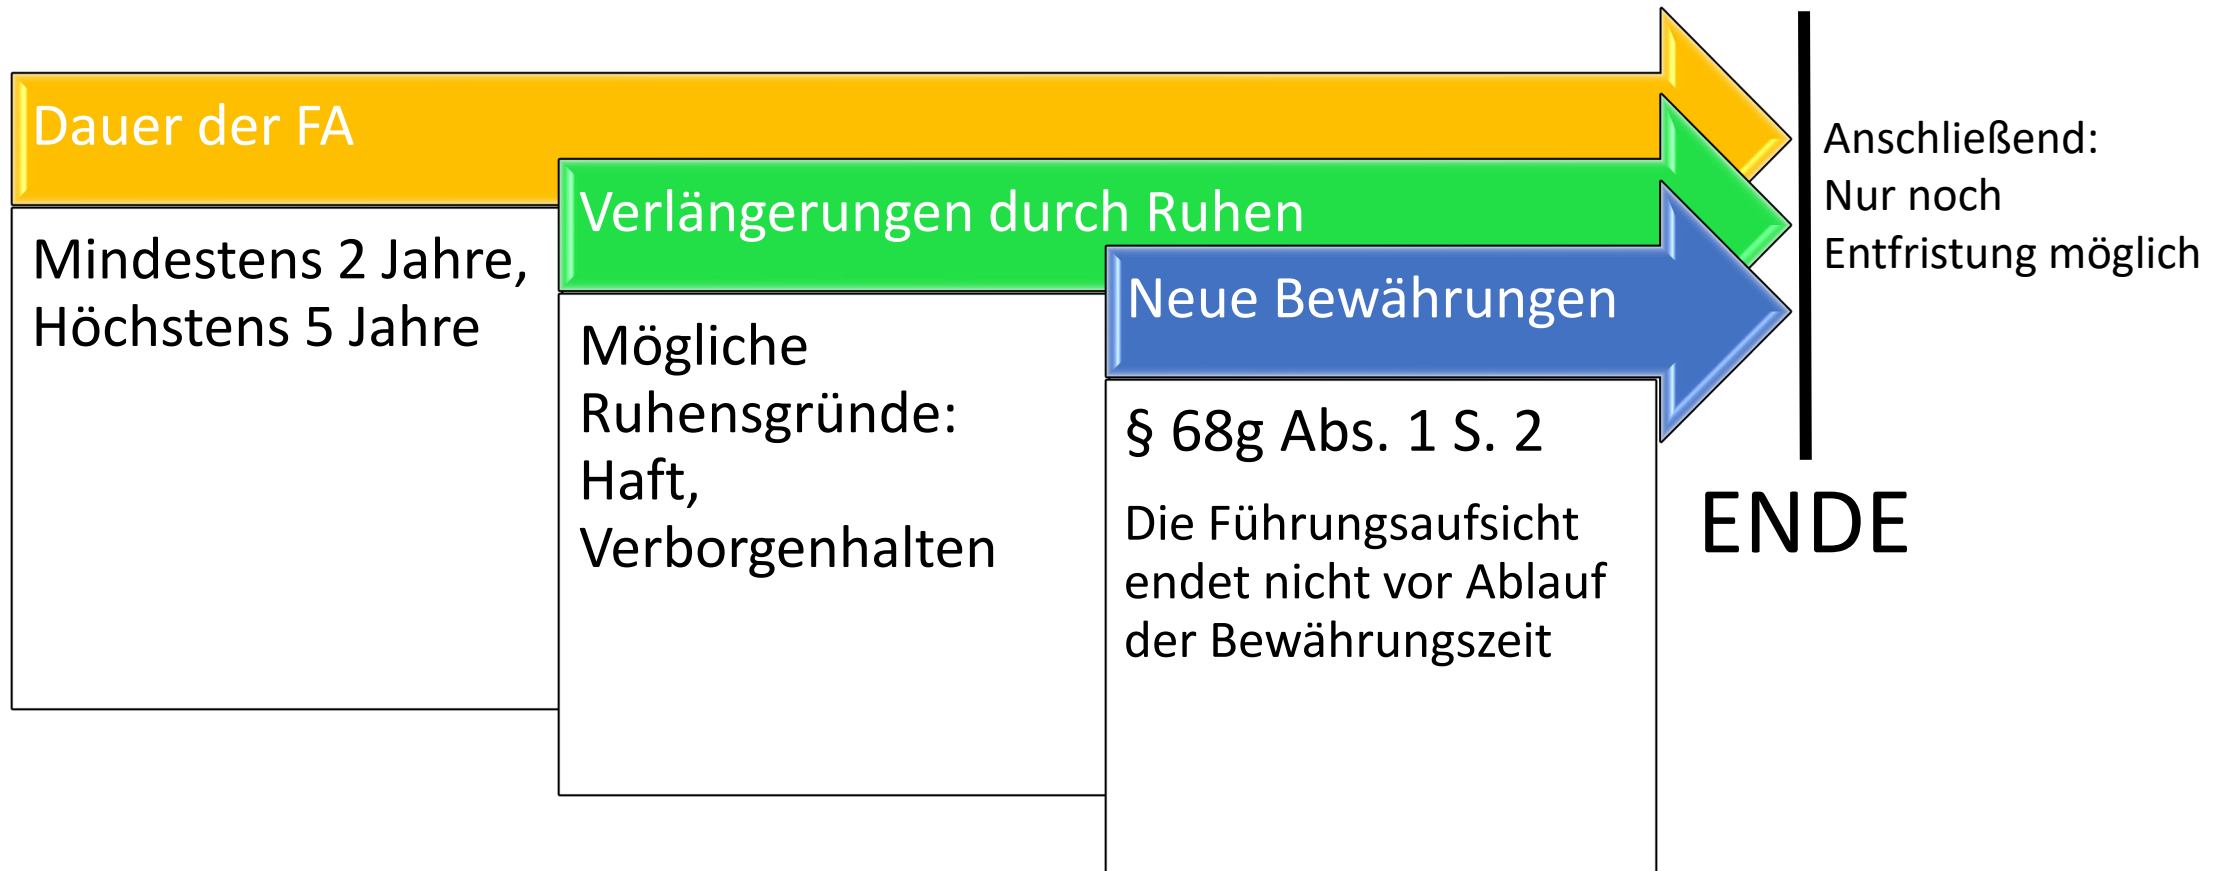 Dauer der FA
Mindestens 2 Jahre,
Höchstens 5 Jahre
Verlängerungen durch Ruhen
Mögliche
Ruhensgründe:
Haft,
Verborgenhalten
Neue Bewährungen
§ 68g Abs. 1 S. 2
Die Führungsaufsicht
endet nicht vor Ablauf
der Bewährungszeit
Anschließend:
Nur noch
Entfristung möglich
ENDE